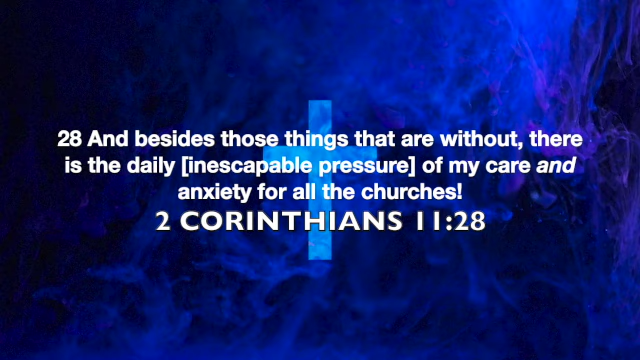 28 And besides those things that are without, there
is the daily [inescapable pressure] of my care and
anxiety for all the churches!
2 CORINTHIANS 11:28